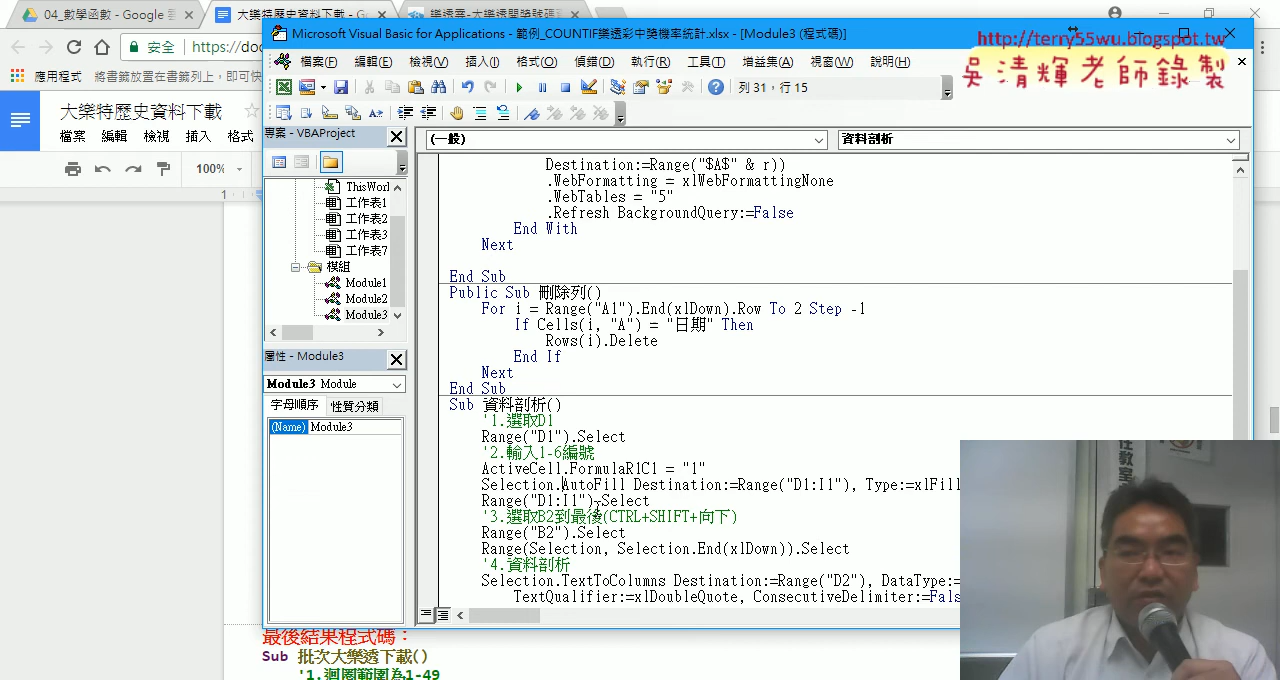 04_數學函數 - Google 雲
大樂特歷史資料下載 - G
樂透雲-大樂透開獎號碼
安全 https://doc
應用程式 將書籤放置在書籤列上，即可快
大樂特歷史資料下載
檔案 編輯 檢視 插入 格式
100%
1
Microsoft Visual Basic for Applications - 範例_COUNTIF樂透彩中獎機率統計.xlsx - [Module3 (程式碼)]
http://terry55wu.blogspot.tw
吳清輝老師錄製
檔案(F) 編輯(E) 檢視(V) 插入(I) 格式(O) 偵錯(D) 執行(R) 工具(T) 增益集(A) 視窗(W) 說明(H)
列 31，行 15
專案 - VBAProject
ThisWorl
工作表1
工作表2
工作表3
工作表7
模組
Module1
Module2
Module3
屬性 - Module3
Module3 Module
字母順序 性質分類
(Name) Module3
(一般) 資料剖析
Destination:=Range("$A$" & r))
.WebFormatting = xlWebFormattingNone
.WebTables = "5"
.Refresh BackgroundQuery:=False
End With
Next
End Sub
Public Sub 刪除列()
For i = Range("A1").End(xlDown).Row To 2 Step -1
If Cells(i, "A") = "日期" Then
Rows(i).Delete
End If
Next
End Sub
Sub 資料剖析()
'1.選取D1
Range("D1").Select
'2.輸入1-6編號
ActiveCell.FormulaR1C1 = "1"
Selection.AutoFill Destination:=Range("D1:I1"), Type:=xlFill
Range("D1:I1").Select
'3.選取B2到最後(CTRL+SHIFT+向下)
Range("B2").Select
Range(Selection, Selection.End(xlDown)).Select
'4.資料剖析
Selection.TextToColumns Destination:=Range("D2"), DataType:=
TextQualifier:=xlDoubleQuote, ConsecutiveDelimiter:=Fals
最後結果程式碼：
Sub 批次大樂透下載()
'1.迴圈範圍為1-49